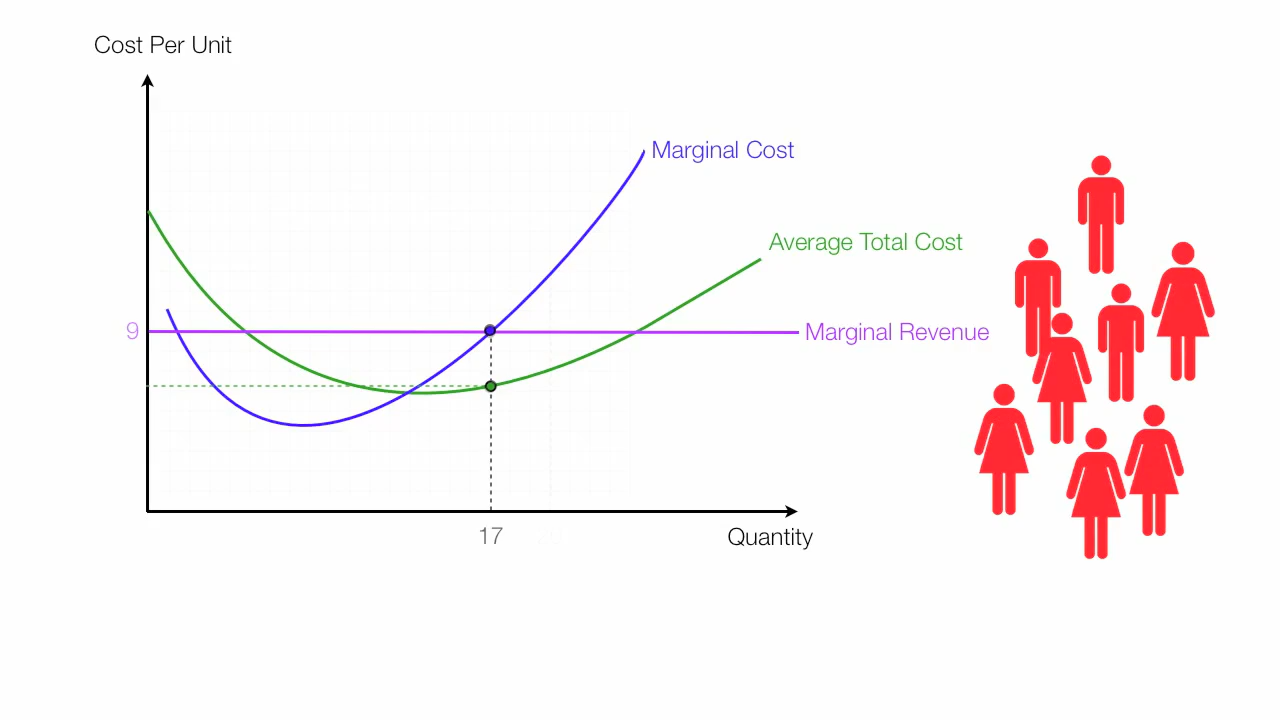 Cost Per Unit
Marginal Cost
Average Total Cost
9
Marginal Revenue
17
Quantity